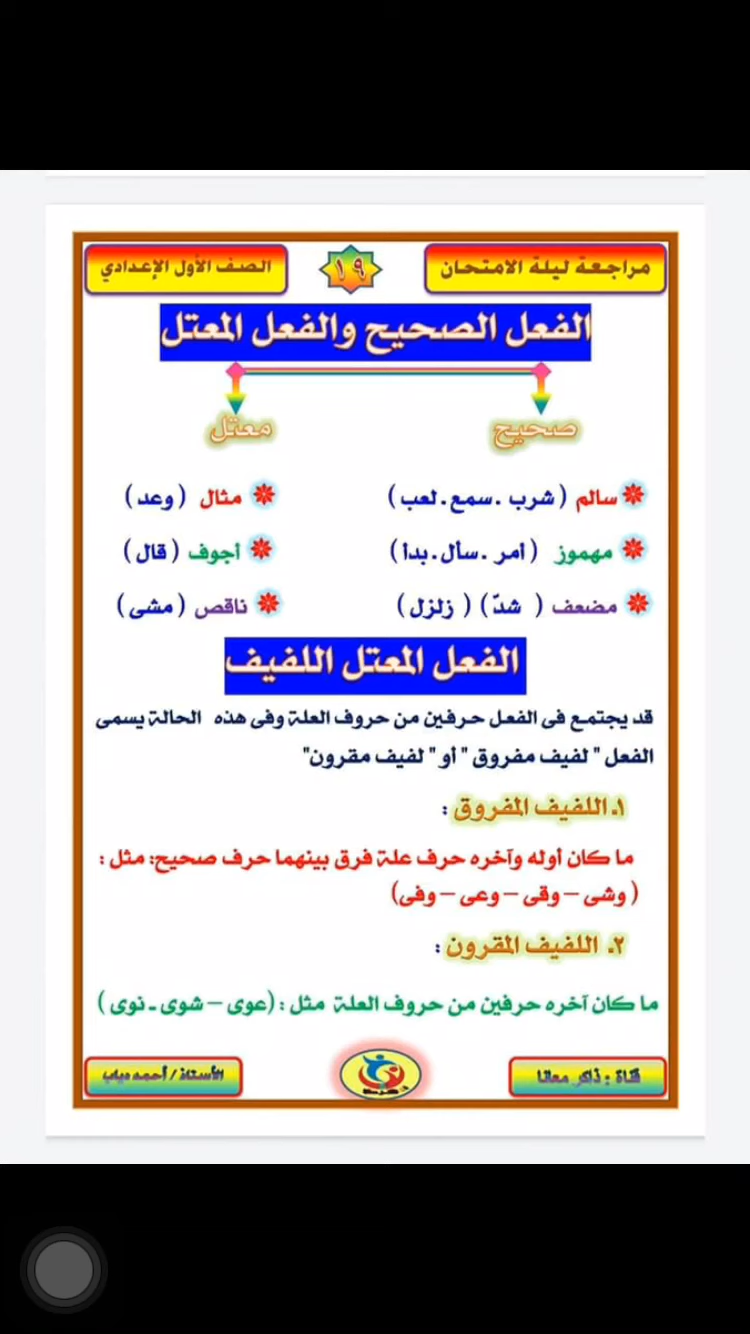 مراجعة ليلة الامتحان
١٩
الصف الأول الإعدادي
الفعل الصحيح والفعل المعتل
صحيح
معتل
سالم ( شرب .سمع.لعب )
مثال ( وعد )
مهموز ( أمر .سأل.بدأ )
أجوف ( قال )
مضعف ( شدّ ) ( زلزل )
ناقص ( مشى )
الفعل المعتل اللفيف
قد يجتمع فى الفعل حرفين من حروف العلة وفى هذه الحالة يسمى
الفعل " لفيف مفروق " أو " لفيف مقرون"
١. اللفيف المفروق :
ما كان أوله وآخره حرف علة فرق بينهما حرف صحيح: مثل :
( وشى – وقى – وعى – وفى)
٢. اللفيف المقرون :
ما كان آخره حرفين من حروف العلة مثل : (عوى – شوى ـ نوى )
قناة : ذاكر معانا
الأستاذ / أحمد دياب